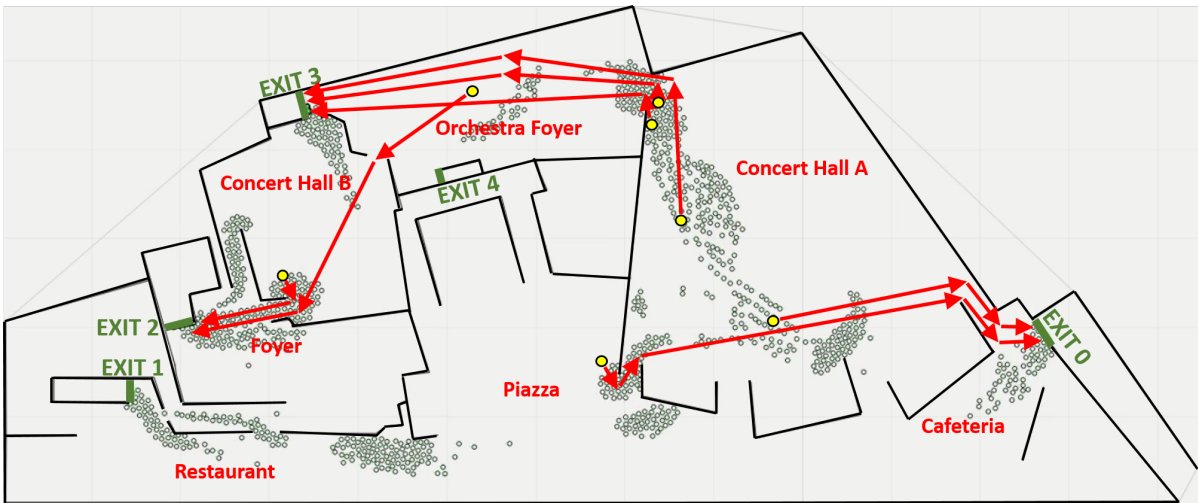 EXIT 3
Orchestra Foyer
Concert Hall B
EXIT 4
Concert Hall A
EXIT 2
Foyer
EXIT 1
Piazza
EXIT 0
Cafeteria
Restaurant